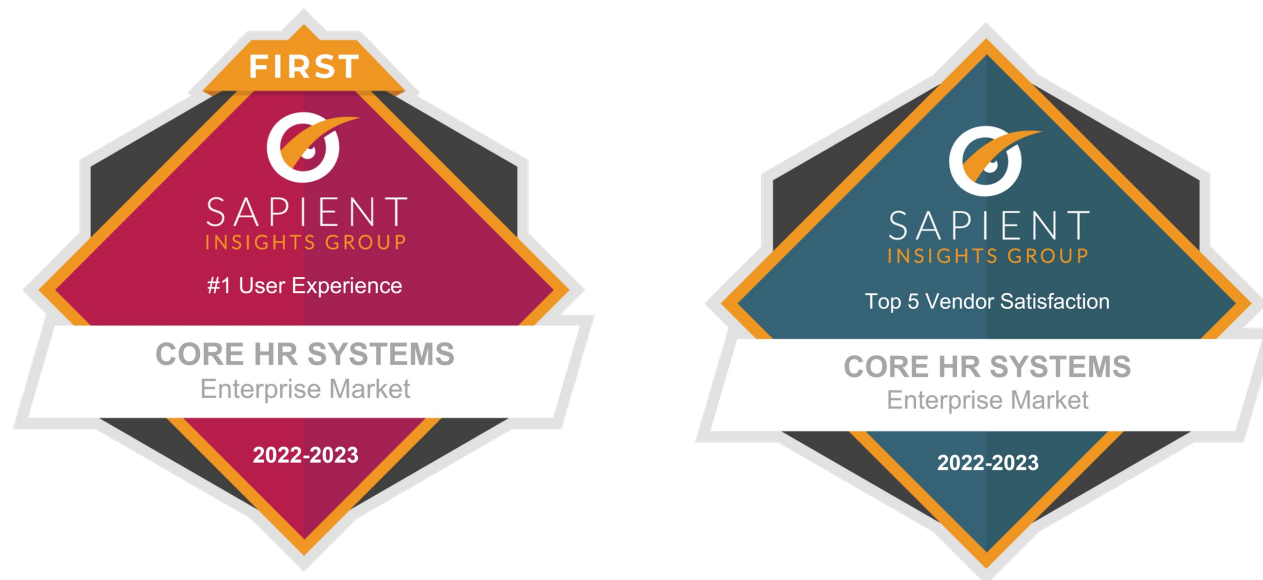 FIRST
SAPIENT
INSIGHTS GROUP
#1 User Experience
CORE HR SYSTEMS
Enterprise Market
2022-2023
SAPIENT
INSIGHTS GROUP
Top 5 Vendor Satisfaction
CORE HR SYSTEMS
Enterprise Market
2022-2023